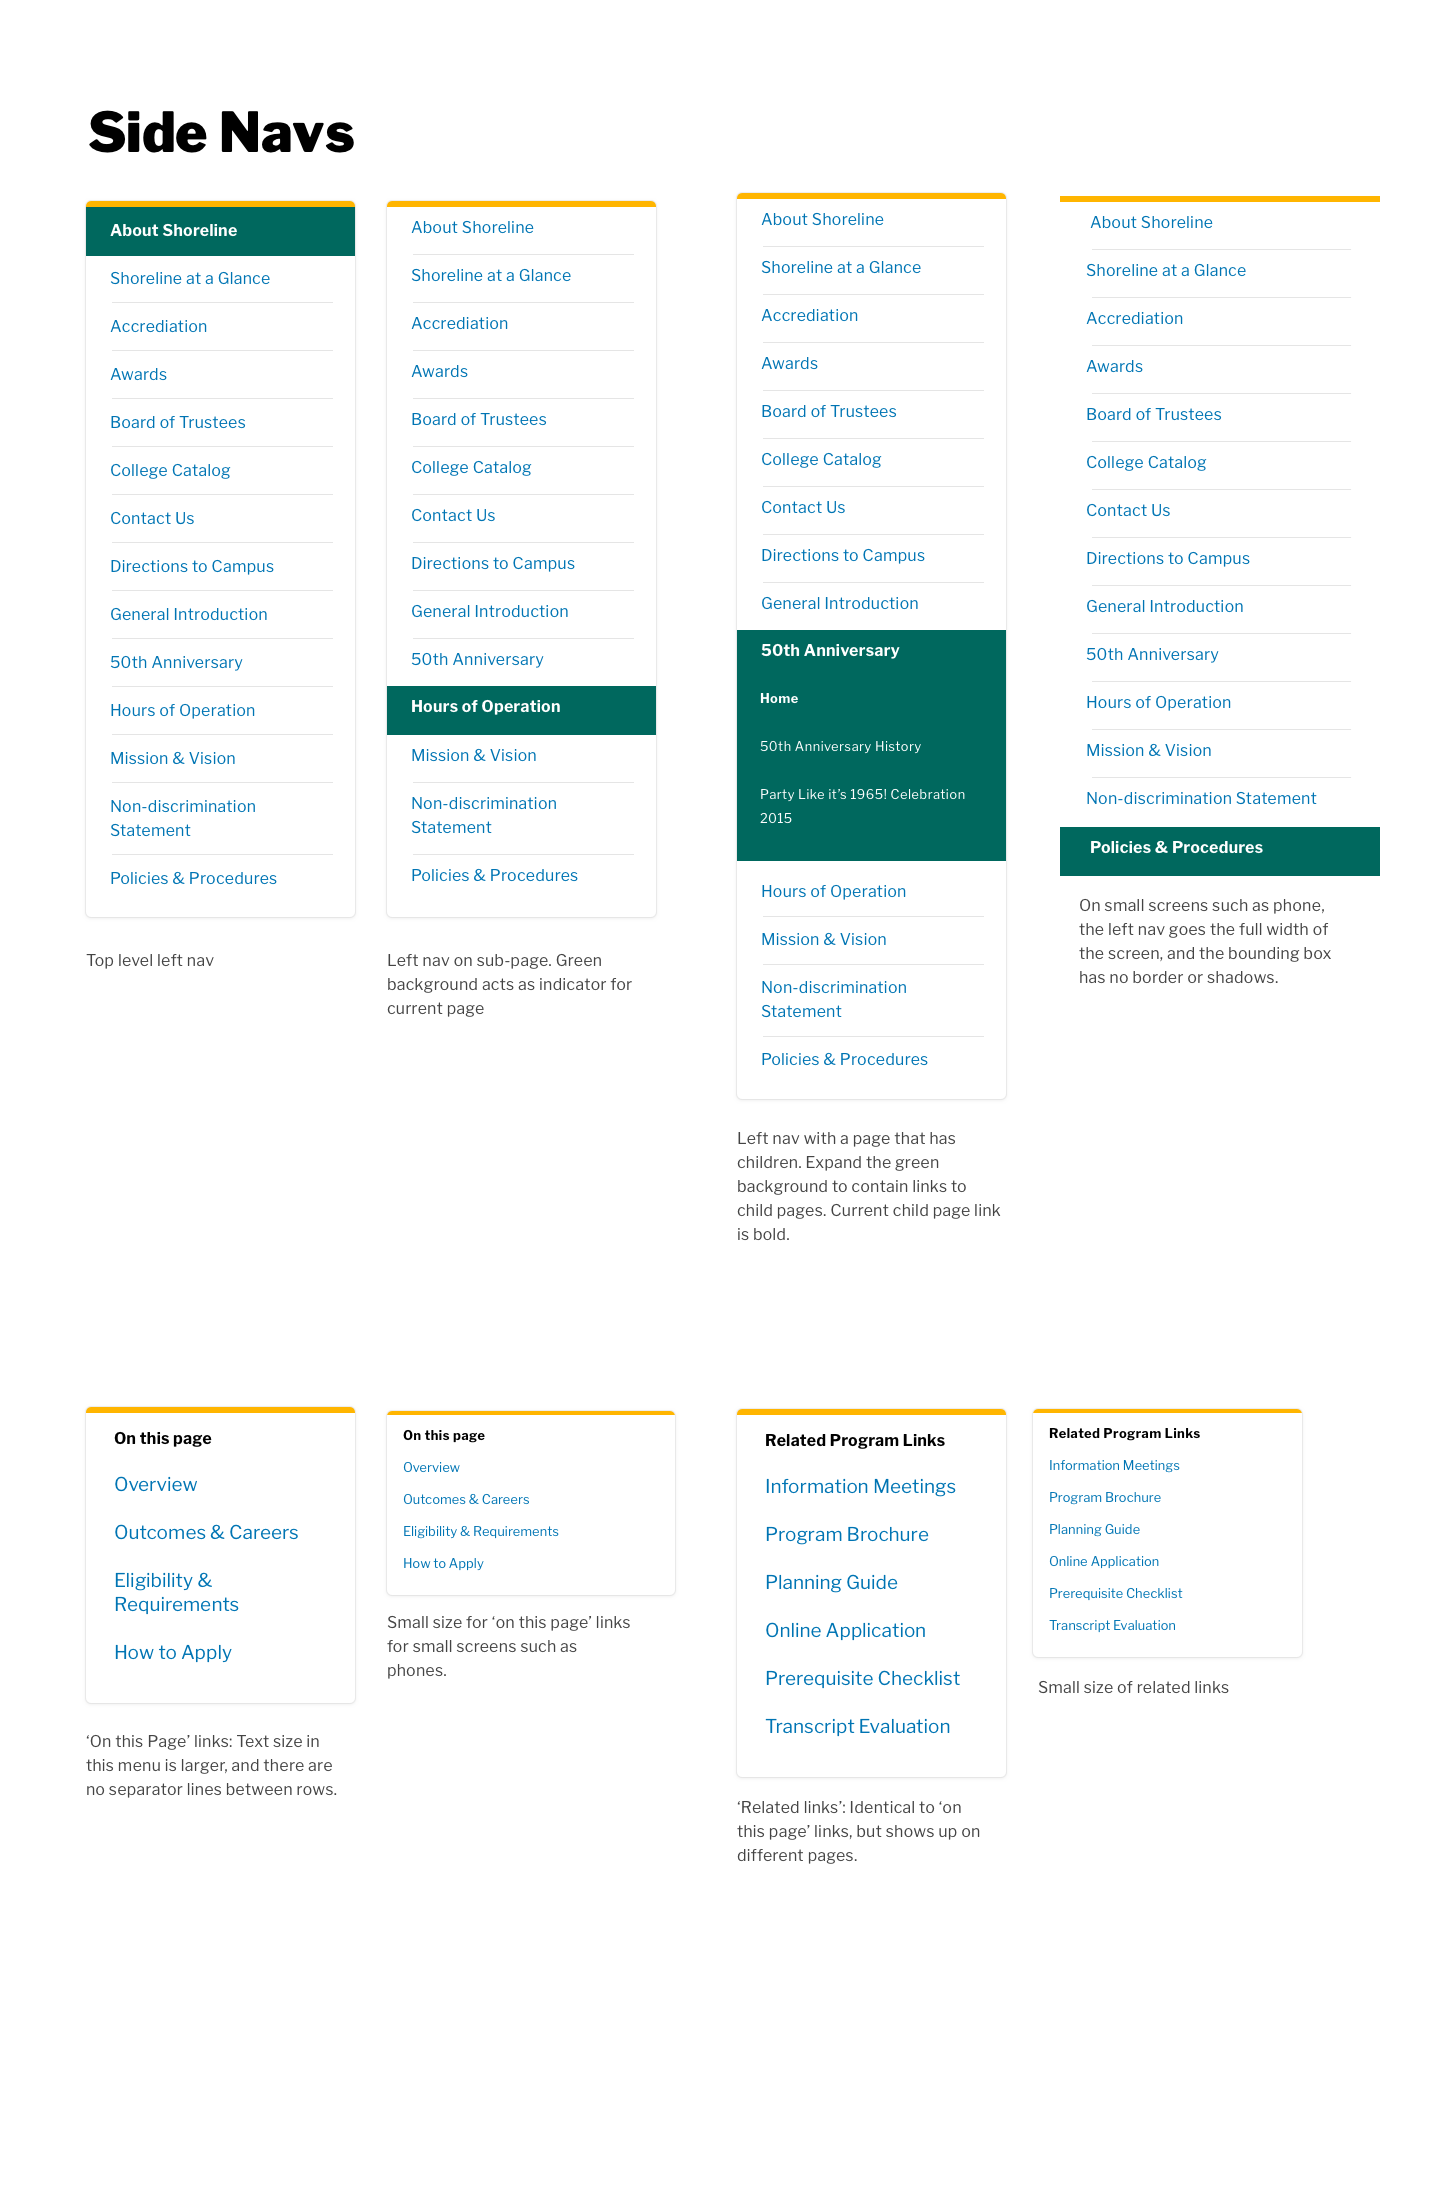 Side Navs
About Shoreline
Shoreline at a Glance
Accrediation
Awards
Board of Trustees
College Catalog
Contact Us
Directions to Campus
General Introduction
50th Anniversary
Hours of Operation
Mission & Vision
Non-discrimination
Statement
Policies & Procedures
Top level left nav
About Shoreline
Shoreline at a Glance
Accrediation
Awards
Board of Trustees
College Catalog
Contact Us
Directions to Campus
General Introduction
50th Anniversary
Hours of Operation
Mission & Vision
Non-discrimination
Statement
Policies & Procedures
Left nav on sub-page. Green
background acts as indicator for
current page
About Shoreline
Shoreline at a Glance
Accrediation
Awards
Board of Trustees
College Catalog
Contact Us
Directions to Campus
General Introduction
50th Anniversary
Home
50th Anniversary History
Party Like it’s 1965! Celebration
2015
Hours of Operation
Mission & Vision
Non-discrimination
Statement
Policies & Procedures
Left nav with a page that has
children. Expand the green
background to contain links to
child pages. Current child page link
is bold.
About Shoreline
Shoreline at a Glance
Accrediation
Awards
Board of Trustees
College Catalog
Contact Us
Directions to Campus
General Introduction
50th Anniversary
Hours of Operation
Mission & Vision
Non-discrimination Statement
Policies & Procedures
On small screens such as phone,
the left nav goes the full width of
the screen, and the bounding box
has no border or shadows.
On this page
Overview
Outcomes & Careers
Eligibility &
Requirements
How to Apply
‘On this Page’ links: Text size in
this menu is larger, and there are
no separator lines between rows.
On this page
Overview
Outcomes & Careers
Eligibility & Requirements
How to Apply
Small size for ‘on this page’ links
for small screens such as
phones.
Related Program Links
Information Meetings
Program Brochure
Planning Guide
Online Application
Prerequisite Checklist
Transcript Evaluation
‘Related links’: Identical to ‘on
this page’ links, but shows up on
different pages.
Related Program Links
Information Meetings
Program Brochure
Planning Guide
Online Application
Prerequisite Checklist
Transcript Evaluation
Small size of related links